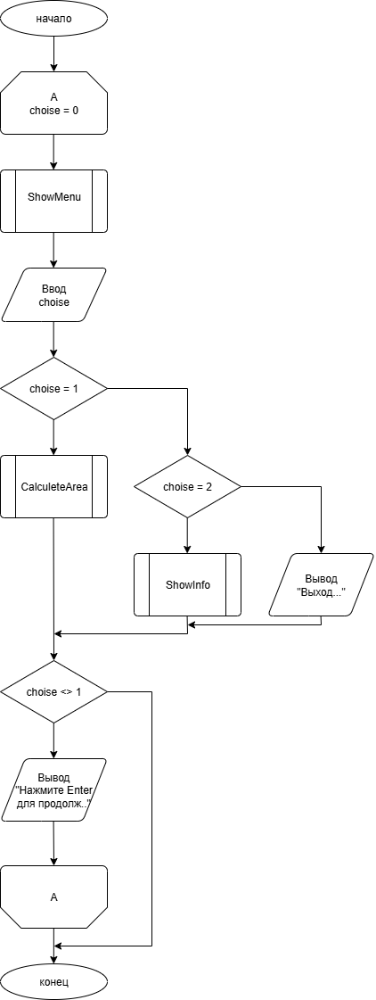 начало
A
choise = 0
ShowMenu
Ввод
choise
choise = 1
CalculeteArea
choise = 2
ShowInfo
Вывод
"Выход..."
choise <> 1
Вывод
"Нажмите Enter
для продолж.."
A
конец